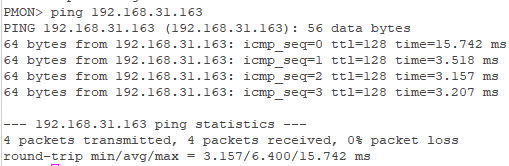 PMON> ping 192.168.31.163
PING 192.168.31.163 (192.168.31.163): 56 data bytes
64 bytes from 192.168.31.163: icmp_seq=0 ttl=128 time=15.742 ms
64 bytes from 192.168.31.163: icmp_seq=1 ttl=128 time=3.518 ms
64 bytes from 192.168.31.163: icmp_seq=2 ttl=128 time=3.157 ms
64 bytes from 192.168.31.163: icmp_seq=3 ttl=128 time=3.207 ms

--- 192.168.31.163 ping statistics ---
4 packets transmitted, 4 packets received, 0% packet loss
round-trip min/avg/max = 3.157/6.400/15.742 ms